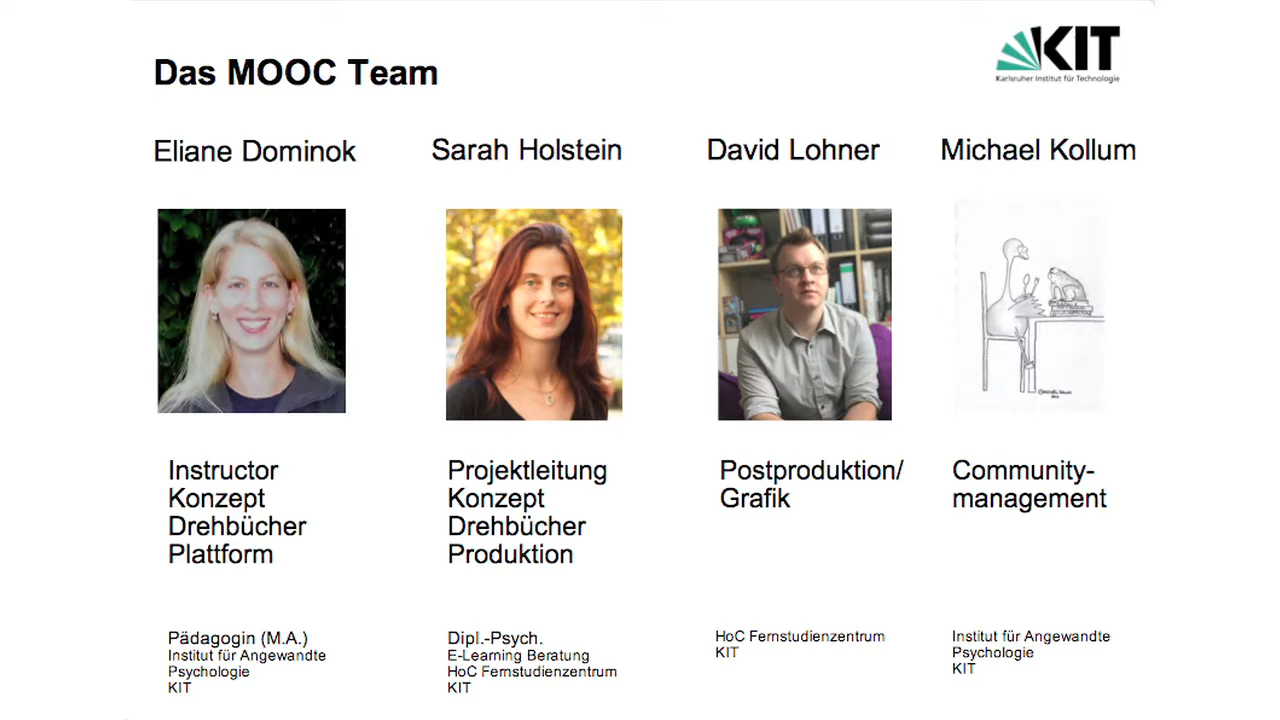 Das MOOC Team
KIT
Karlsruher Institut für Technologie
Eliane Dominok
Sarah Holstein
David Lohner
Michael Kollum
Instructor
Konzept
Drehbücher
Plattform
Projektleitung
Konzept
Drehbücher
Produktion
Postproduktion/
Grafik
Community-
management
Pädagogin (M.A.)
Institut für Angewandte
Psychologie
KIT
Dipl.-Psych.
E-Learning Beratung
HoC Fernstudienzentrum
KIT
HoC Fernstudienzentrum
KIT
Institut für Angewandte
Psychologie
KIT